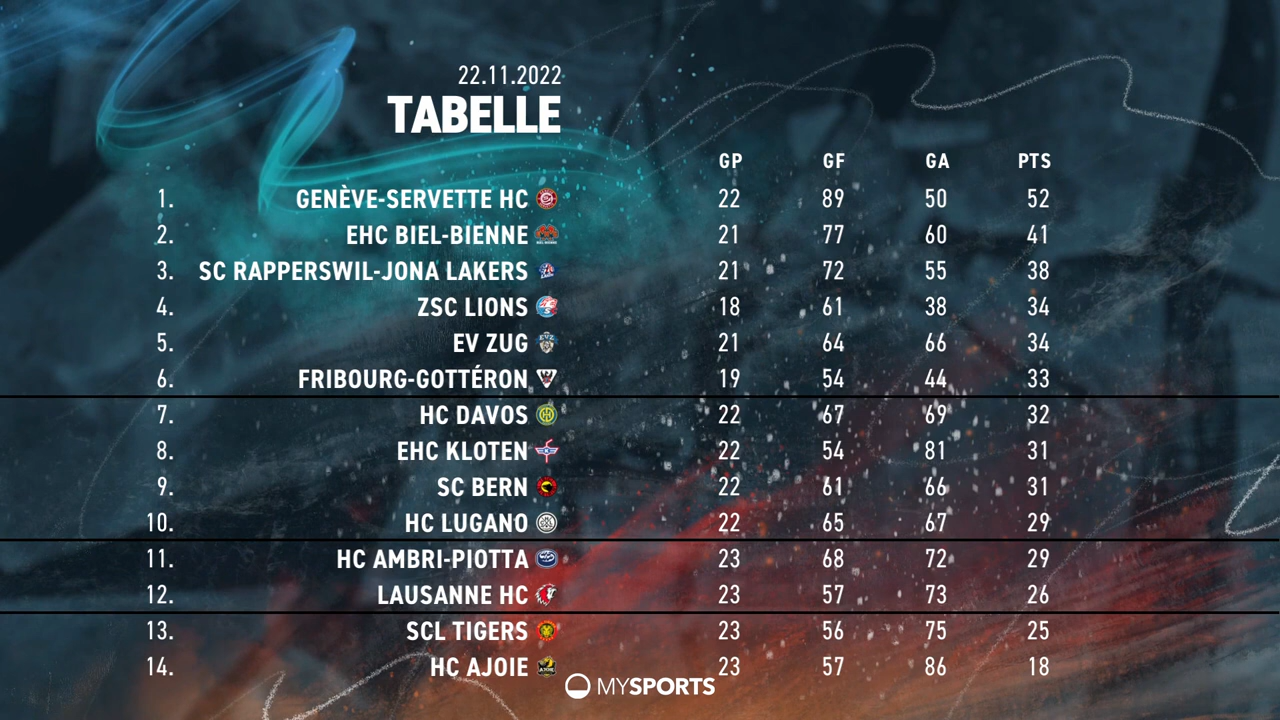 22.11.2022
TABELLE
GP GF GA PTS
1. GENÈVE-SERVETTE HC 22 89 50 52
2. EHC BIEL-BIENNE 21 77 60 41
3. SC RAPPERSWIL-JONA LAKERS 21 72 55 38
4. ZSC LIONS 18 61 38 34
5. EV ZUG 21 64 66 34
6. FRIBOURG-GOTTÉRON 19 54 44 33
7. HC DAVOS 22 67 69 32
8. EHC KLOTEN 22 54 81 31
9. SC BERN 22 61 66 31
10. HC LUGANO 22 65 67 29
11. HC AMBRI-PIOTTA 23 68 72 29
12. LAUSANNE HC 23 57 73 26
13. SCL TIGERS 23 56 75 25
14. HC AJOIE 23 57 86 18
MYSPORTS